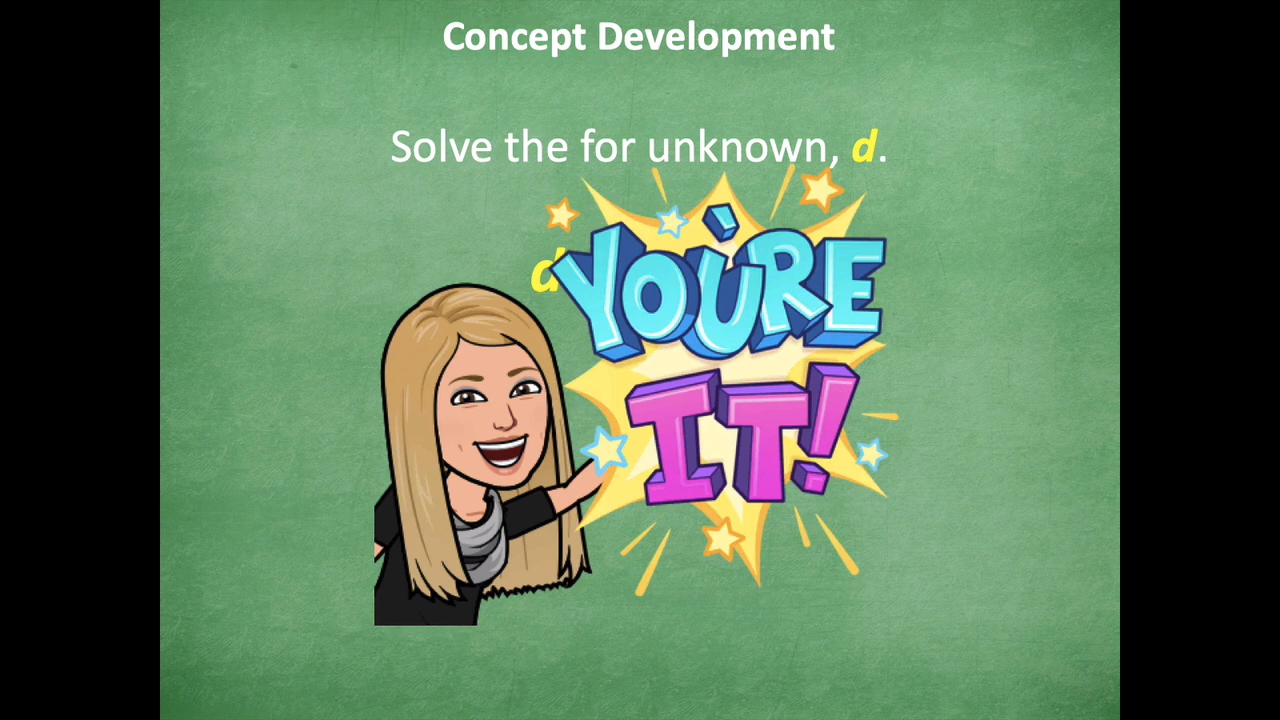 Concept Development
Solve the for unknown, d.
d
YOU'RE
IT!